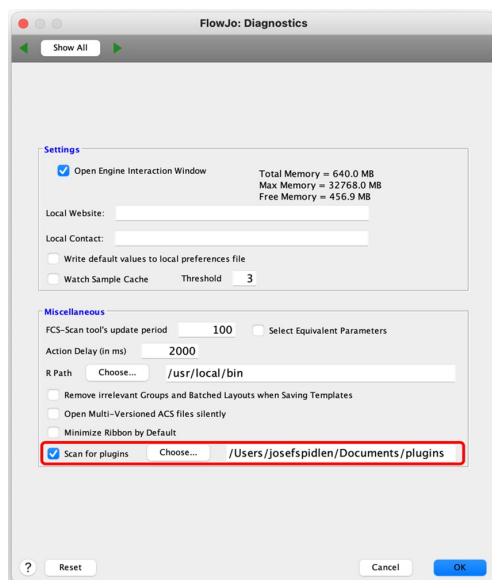 FlowJo: Diagnostics
Show All
Settings
Open Engine Interaction Window
Total Memory = 640.0 MB
Max Memory = 32768.0 MB
Free Memory = 456.9 MB
Local Website:
Local Contact:
Write default values to local preferences file
Watch Sample Cache Threshold 3
Miscellaneous
FCS-Scan tool's update period 100 Select Equivalent Parameters
Action Delay (in ms) 2000
R Path Choose... /usr/local/bin
Remove irrelevant Groups and Batched Layouts when Saving Templates
Open Multi-Versioned ACS files silently
Minimize Ribbon by Default
Scan for plugins Choose... /Users/josefspidlen/Documents/plugins
? Reset Cancel OK